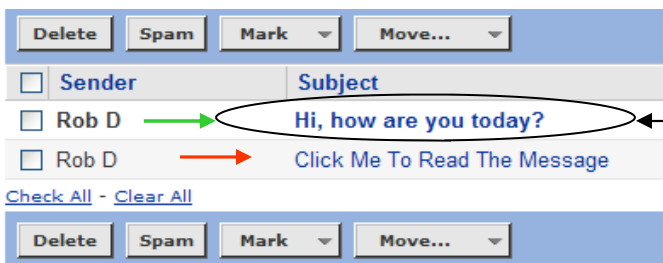 Delete Spam Mark Move...
Sender Subject
Rob D Hi, how are you today?
Rob D Click Me To Read The Message
Check All - Clear All
Delete Spam Mark Move...